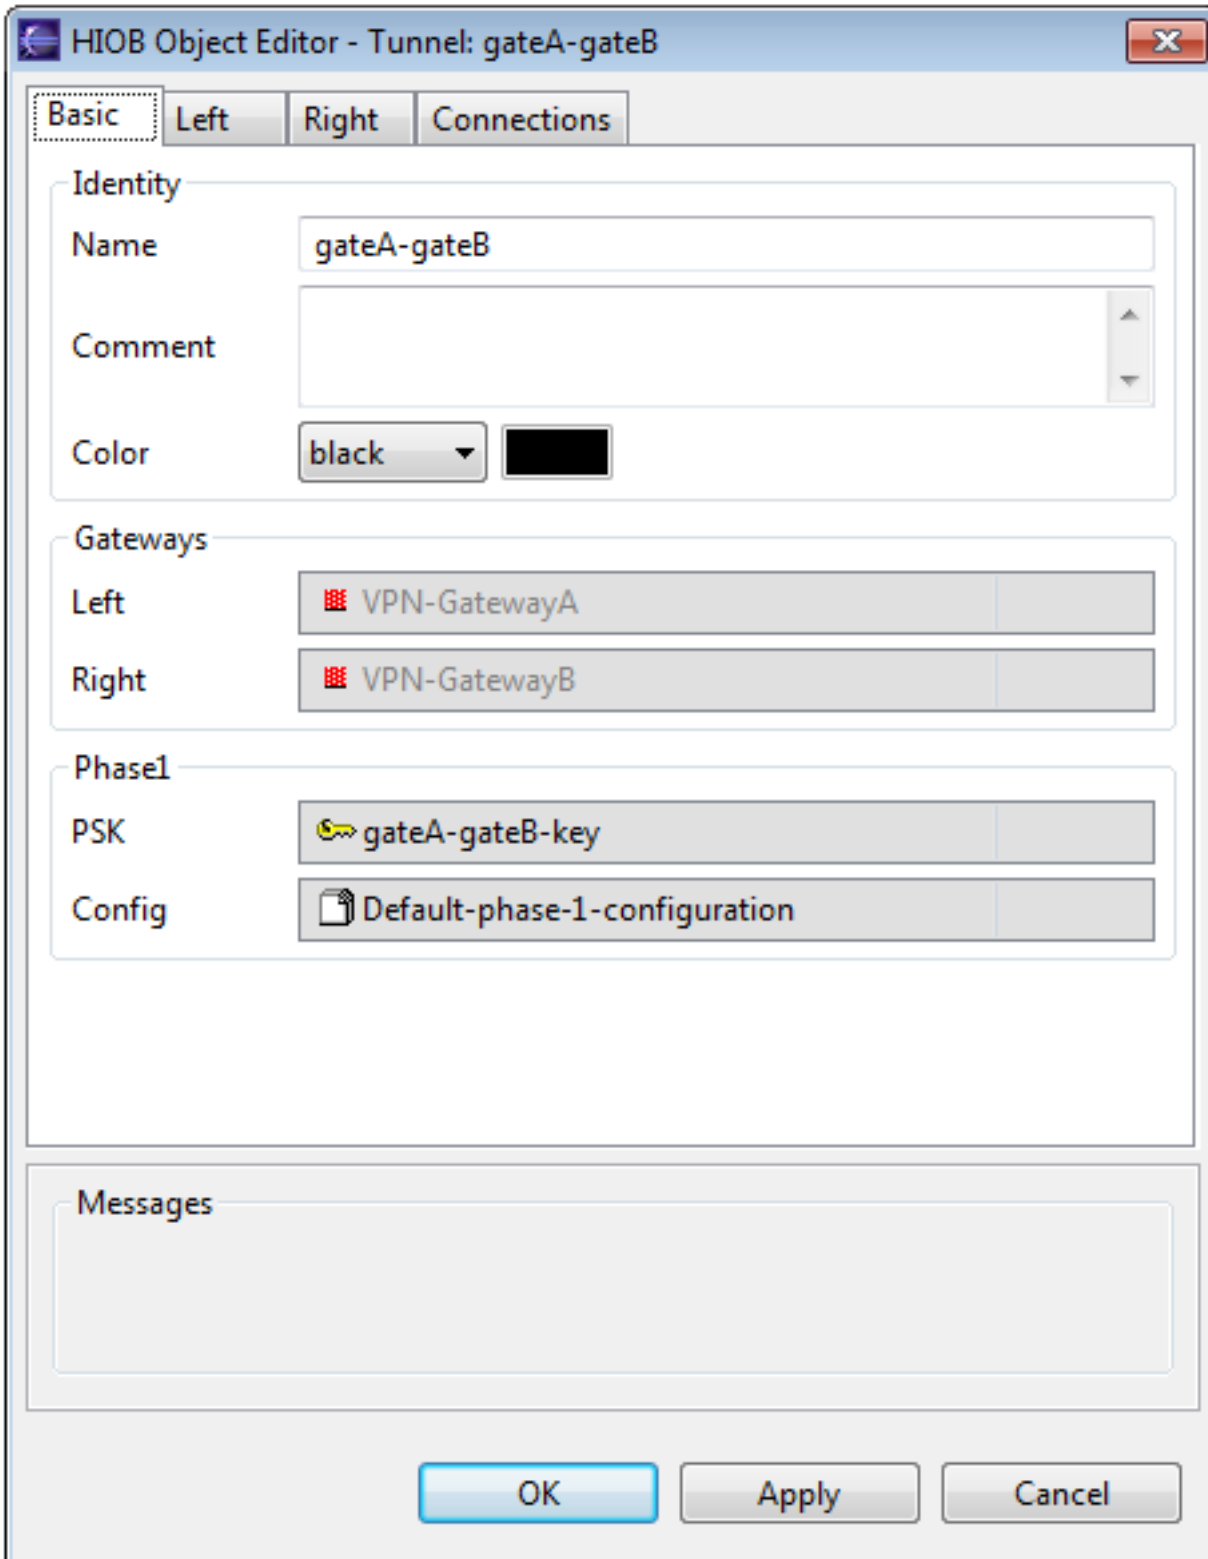 HIOB Object Editor - Tunnel: gateA-gateB
Basic Left Right Connections
Identity
Name gateA-gateB
Comment
Color black
Gateways
Left VPN-GatewayA
Right VPN-GatewayB
Phase1
PSK gateA-gateB-key
Config Default-phase-1-configuration
Messages
OK Apply Cancel